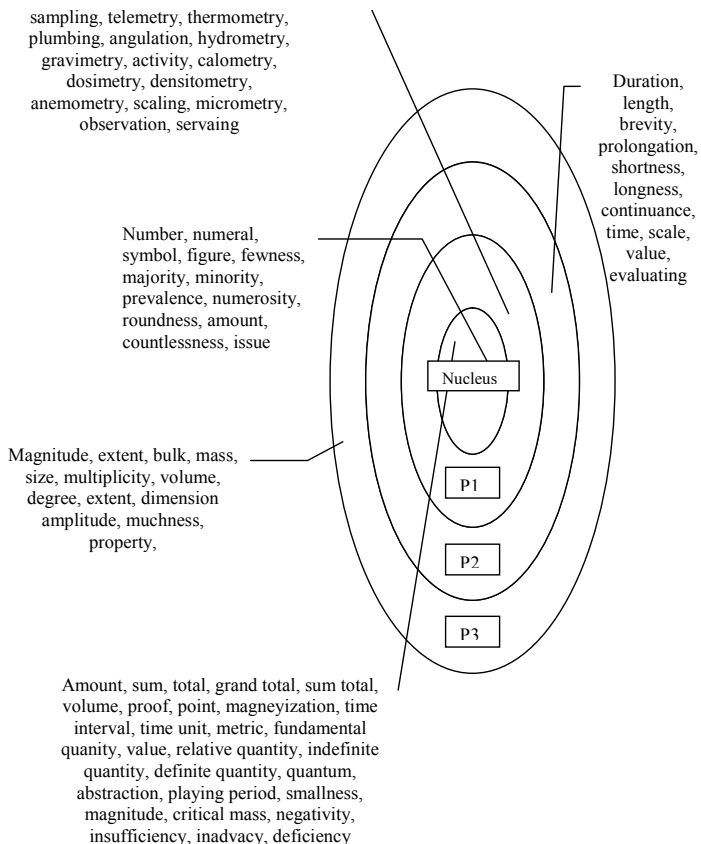 sampling, telemetry, thermometry,
plumbing, angulation, hydrometry,
gravimetry, activity, calometry,
dosimetry, densitometry,
anemometry, scaling, micrometry,
observation, servaing
Duration,
length,
brevity,
prolongation,
shortness,
longness,
continuance,
time, scale,
value,
evaluating
Number, numeral,
symbol, figure, fewness,
majority, minority,
prevalence, numerosity,
roundness, amount,
countlessness, issue
Nucleus
Magnitude, extent, bulk, mass,
size, multiplicity, volume,
degree, extent, dimension
amplitude, muchness,
property,
P1
P2
P3
Amount, sum, total, grand total, sum total,
volume, proof, point, magneyization, time
interval, time unit, metric, fundamental
quanity, value, relative quantity, indefinite
quantity, definite quantity, quantum,
abstraction, playing period, smallness,
magnitude, critical mass, negativity,
insufficiency, inadvacy, deficiency